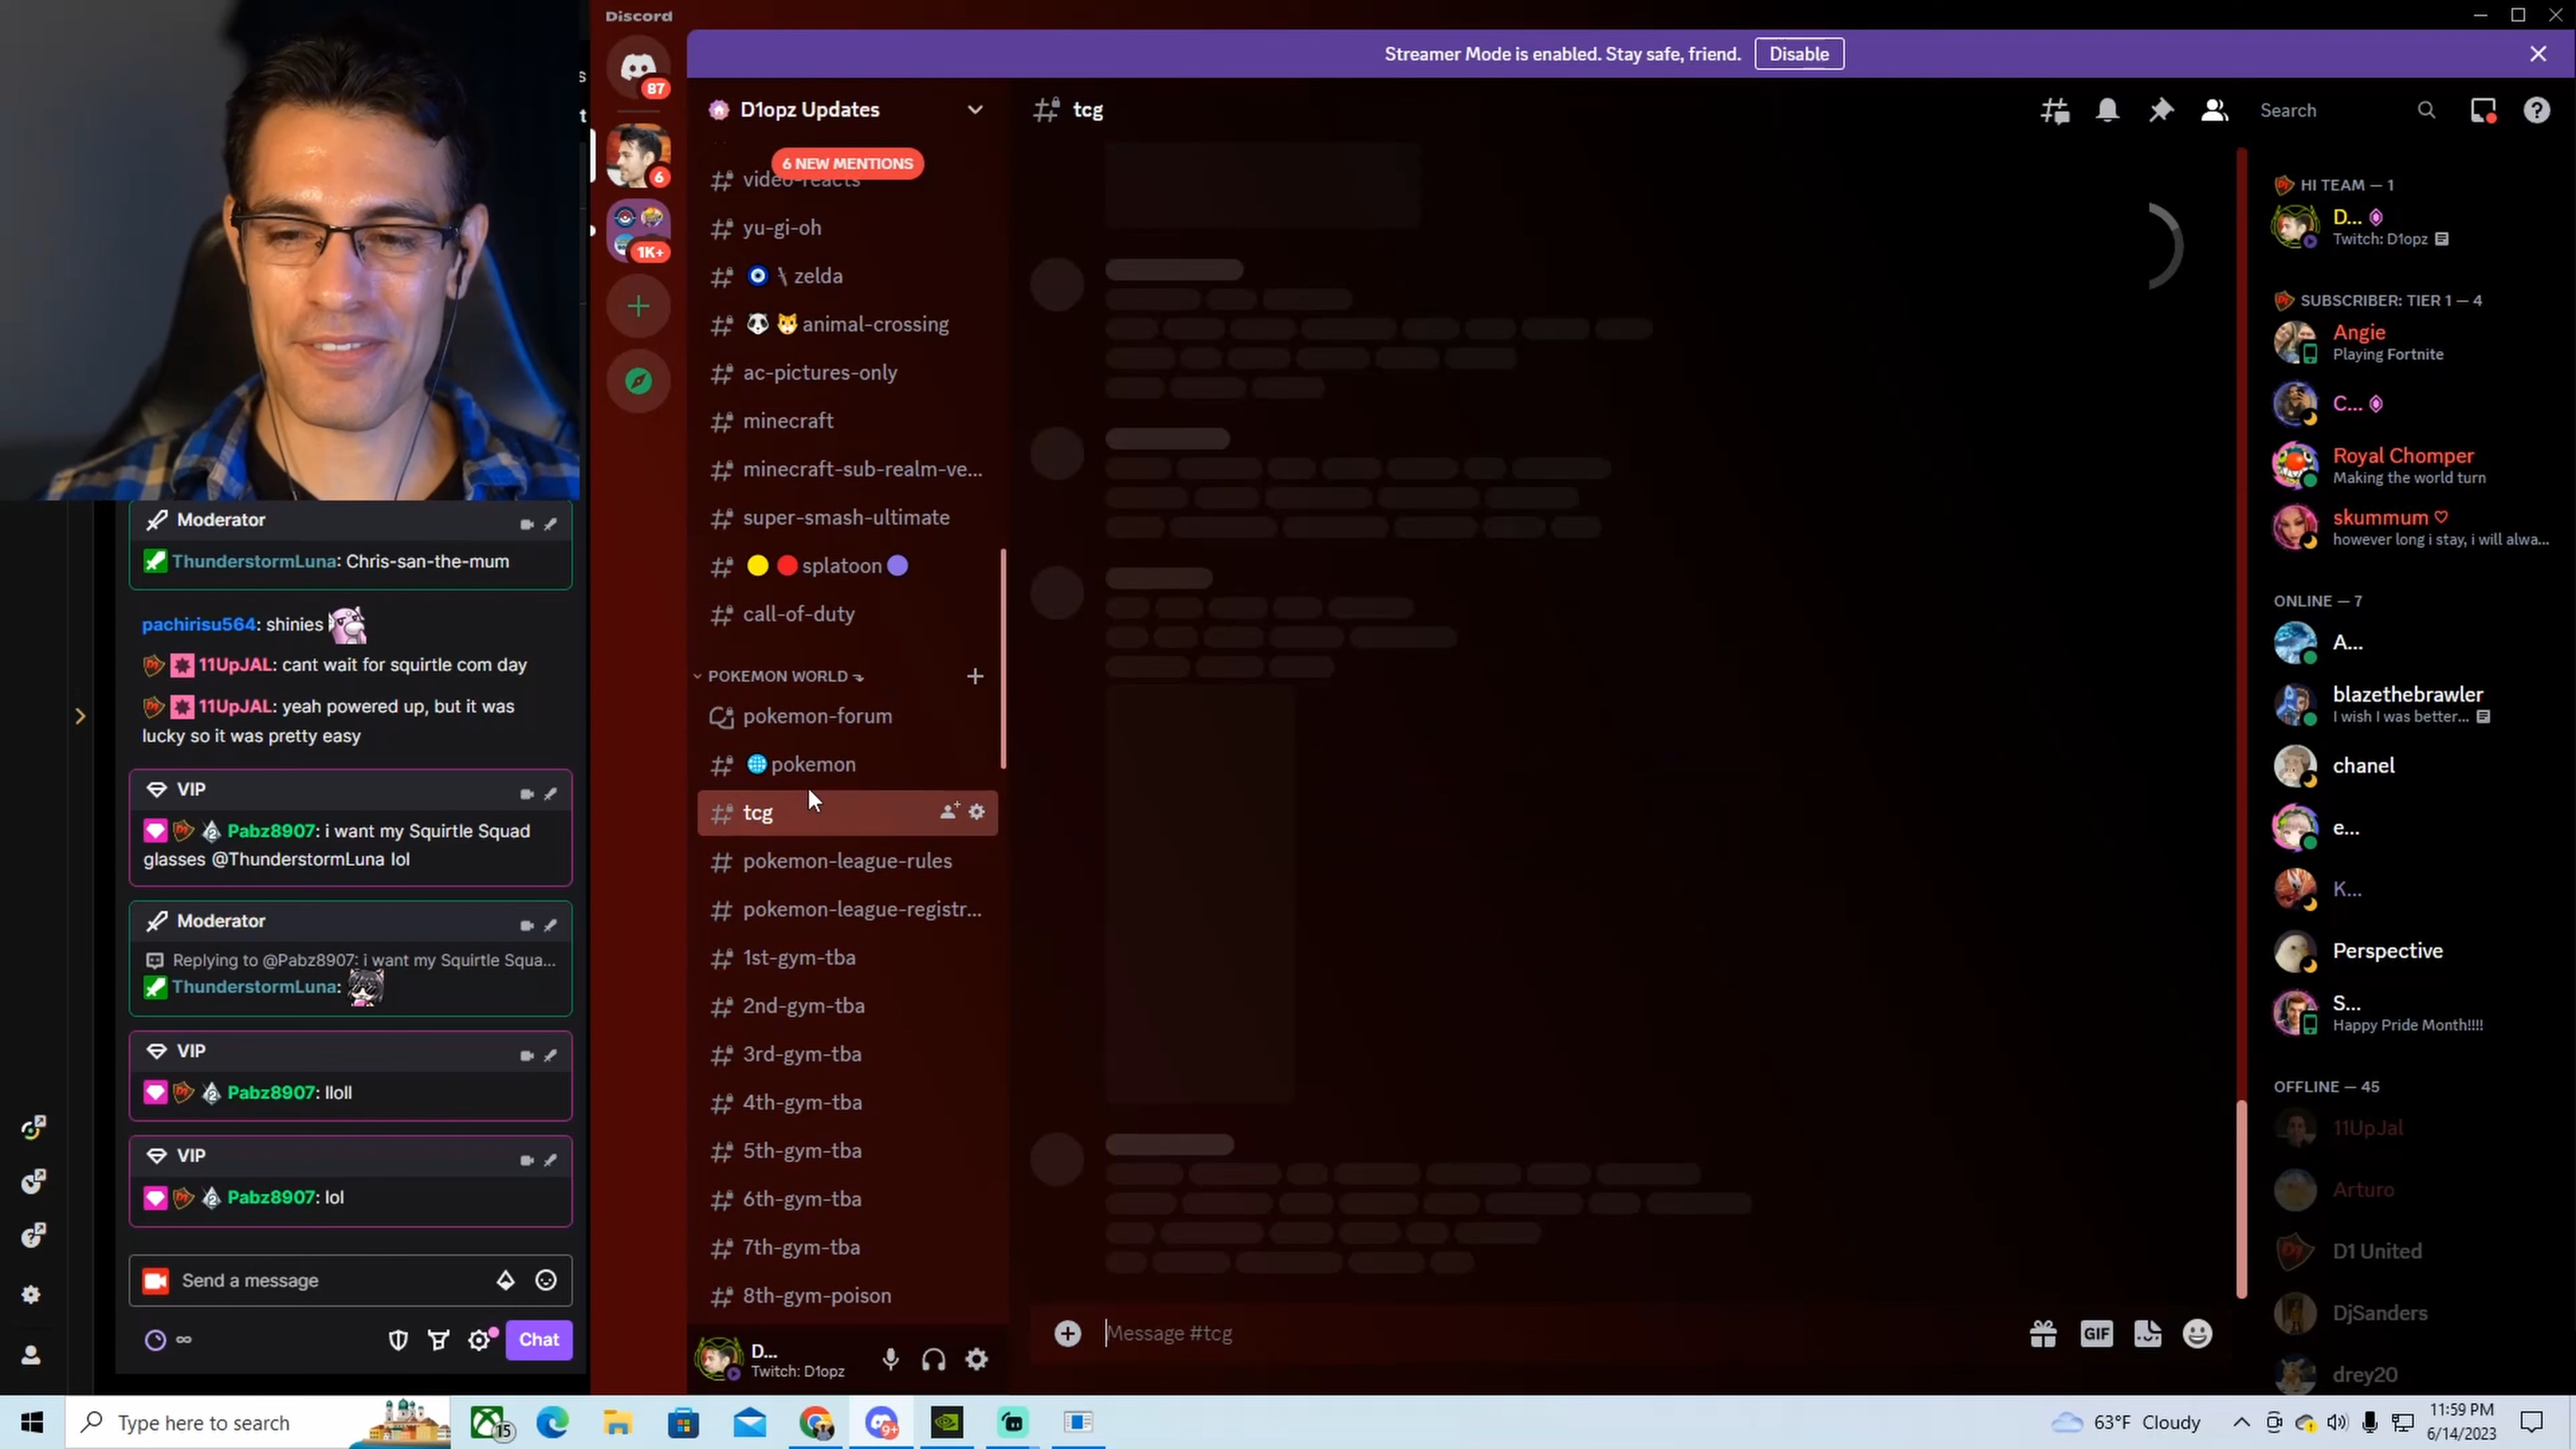 Discord
Streamer Mode is enabled. Stay safe, friend.
Disable
87
6
1K+
D1opz Updates
6 NEW MENTIONS
video-reacts
yu-gi-oh
zelda
animal-crossing
ac-pictures-only
minecraft
minecraft-sub-realm-ve...
super-smash-ultimate
splatoon
call-of-duty
POKEMON WORLD
pokemon-forum
pokemon
tcg
pokemon-league-rules
pokemon-league-registr...
1st-gym-tba
2nd-gym-tba
3rd-gym-tba
4th-gym-tba
5th-gym-tba
6th-gym-tba
7th-gym-tba
8th-gym-poison
D...
Twitch: D1opz
tcg
Search
Message #tcg
GIF
HI TEAM — 1
D...
Twitch: D1opz
SUBSCRIBER: TIER 1 — 4
Angie
Playing Fortnite
C...
Royal Chomper
Making the world turn
skummum ♡
however long i stay, i will alwa...
ONLINE — 7
A...
blazethebrawler
I wish I was better...
chanel
e...
K...
Perspective
S...
Happy Pride Month!!!!
OFFLINE — 45
11UpJal
Arturo
D1 United
DjSanders
drey20
Moderator
ThunderstormLuna: Chris-san-the-mum
pachirisu564: shinies
11UpJAL: cant wait for squirtle com day
11UpJAL: yeah powered up, but it was
lucky so it was pretty easy
VIP
Pabz8907: i want my Squirtle Squad
glasses @ThunderstormLuna lol
Moderator
Replying to @Pabz8907: i want my Squirtle Squa...
ThunderstormLuna:
VIP
Pabz8907: lloll
VIP
Pabz8907: lol
Send a message
∞
Chat
Type here to search
15
9+
63°F Cloudy
11:59 PM
6/14/2023